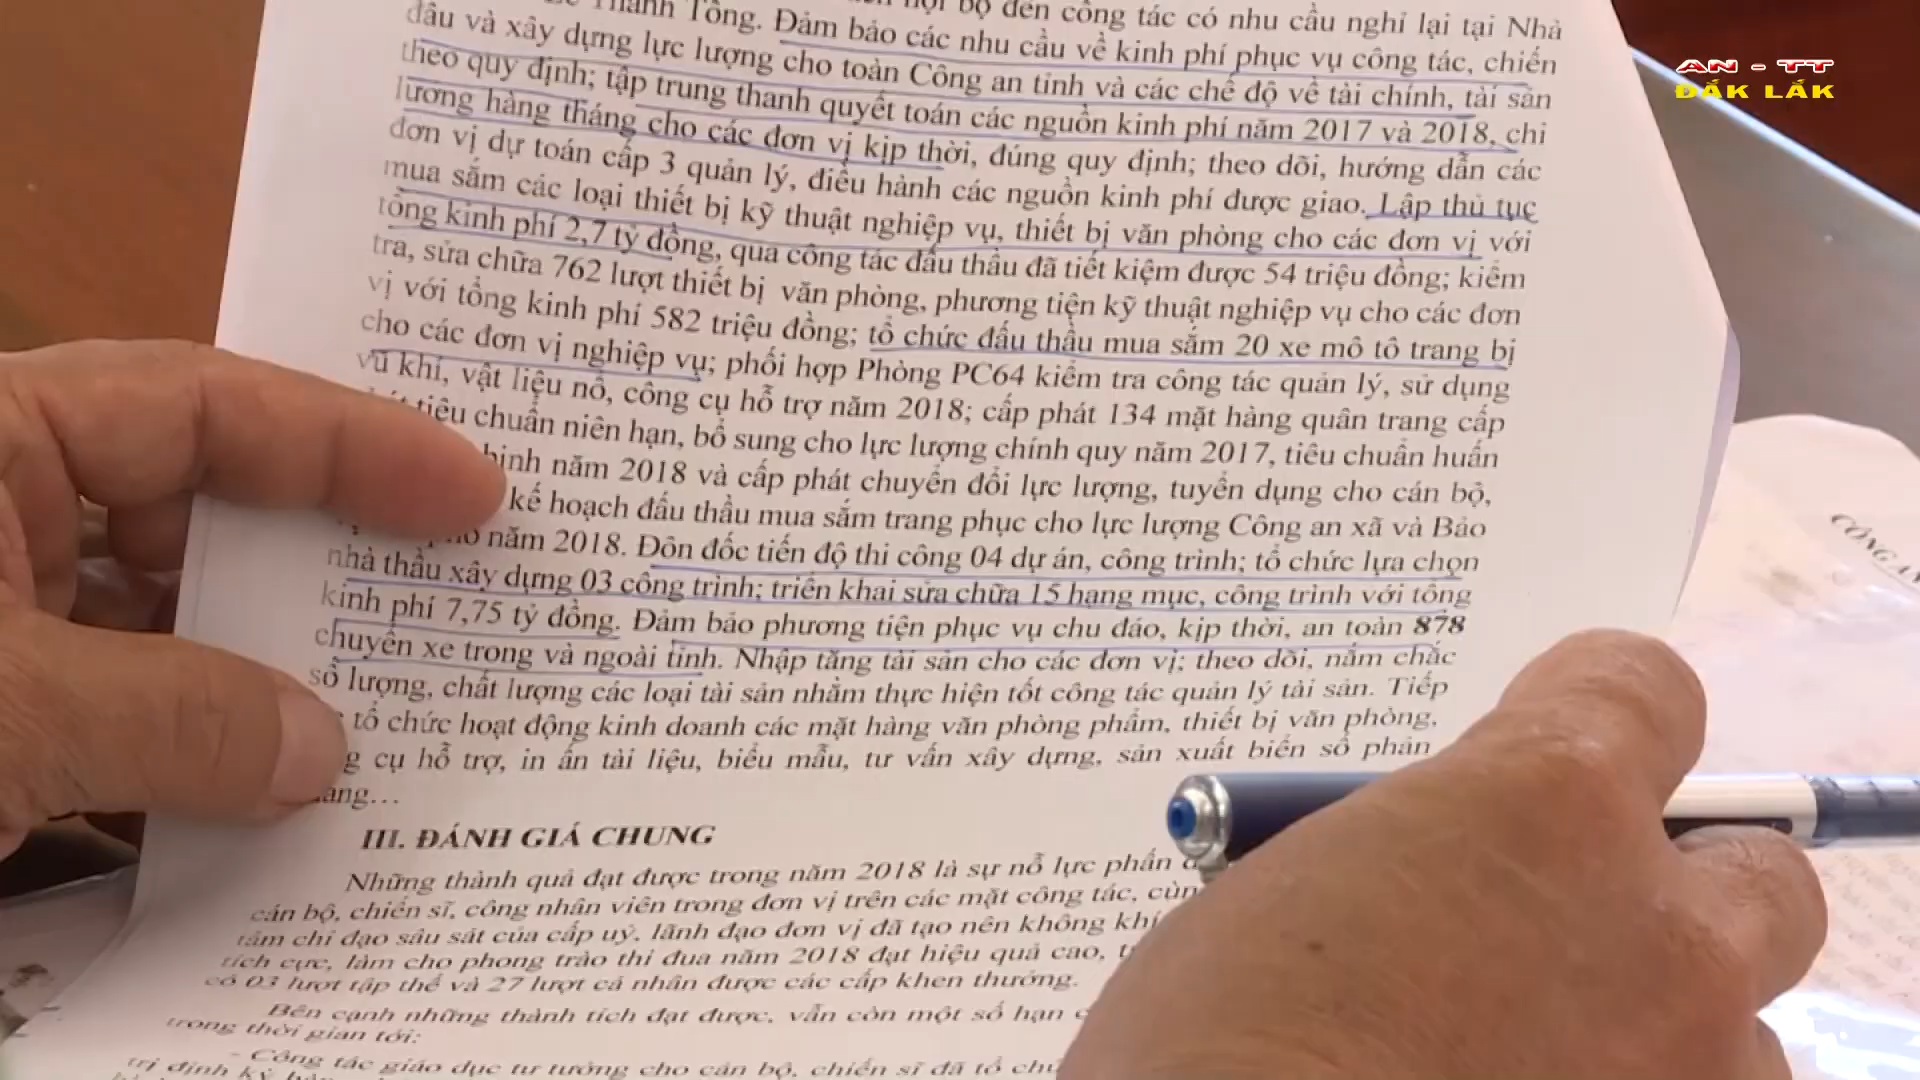 Thành Tông. Đảm bảo các nhu cầu về kinh phí phục vụ công tác, chiến
nội bộ đến công tác có nhu cầu nghỉ lại tại Nhà
đấu và xây dựng lực lượng cho toàn Công an tỉnh và các chế độ về tài chính, tài sản
theo quy định; tập trung thanh quyết toán các nguồn kinh phí năm 2017 và 2018, chi
lương hàng tháng cho các đơn vị kịp thời, đúng quy định; theo dõi, hướng dẫn các
đơn vị dự toán cấp 3 quản lý, điều hành các nguồn kinh phí được giao. Lập thủ tục
mua sắm các loại thiết bị kỹ thuật nghiệp vụ, thiết bị văn phòng cho các đơn vị với
tổng kinh phí 2,7 tỷ đồng, qua công tác đấu thầu đã tiết kiệm được 54 triệu đồng; kiểm
tra, sửa chữa 762 lượt thiết bị văn phòng, phương tiện kỹ thuật nghiệp vụ cho các đơn
vị với tổng kinh phí 582 triệu đồng; tổ chức đấu thầu mua sắm 20 xe mô tô trang bị
cho các đơn vị nghiệp vụ; phối hợp Phòng PC64 kiểm tra công tác quản lý, sử dụng
vũ khí, vật liệu nổ, công cụ hỗ trợ năm 2018; cấp phát 134 mặt hàng quân trang cấp
tiêu chuẩn niên hạn, bổ sung cho lực lượng chính quy năm 2017, tiêu chuẩn huấn
năm 2018 và cấp phát chuyển đổi lực lượng, tuyển dụng cho cán bộ,
kế hoạch đấu thầu mua sắm trang phục cho lực lượng Công an xã và Bảo
năm 2018. Đôn đốc tiến độ thi công 04 dự án, công trình; tổ chức lựa chọn
nhà thầu xây dựng 03 công trình; triển khai sửa chữa 15 hạng mục, công trình với tổng
kinh phí 7,75 tỷ đồng. Đảm bảo phương tiện phục vụ chu đáo, kịp thời, an toàn 878
chuyến xe trong và ngoài tỉnh. Nhập tăng tài sản cho các đơn vị; theo dõi, nắm chắc
số lượng, chất lượng các loại tài sản nhằm thực hiện tốt công tác quản lý tài sản. Tiếp
tổ chức hoạt động kinh doanh các mặt hàng văn phòng phẩm, thiết bị văn phòng,
cụ hỗ trợ, in ấn tài liệu, biểu mẫu, tư vấn xây dựng, sản xuất biển số phản
III. ĐÁNH GIÁ CHUNG
Những thành quả đạt được trong năm 2018 là sự nỗ lực phấn
cán bộ, chiến sĩ, công nhân viên trong đơn vị trên các mặt công tác, cùng
tâm chỉ đạo sâu sát của cấp uỷ, lãnh đạo đơn vị đã tạo nên không khí
tích cực, làm cho phong trào thi đua năm 2018 đạt hiệu quả cao,
có 03 lượt tập thể và 27 lượt cá nhân được các cấp khen thưởng.
Bên cạnh những thành tích đạt được, vẫn còn một số hạn
trong thời gian tới:
- Công tác giáo dục tư tưởng cho cán bộ, chiến sĩ đã tổ
trị định kỳ
AN - TT
ĐẮK LẮK
CÔNG AN